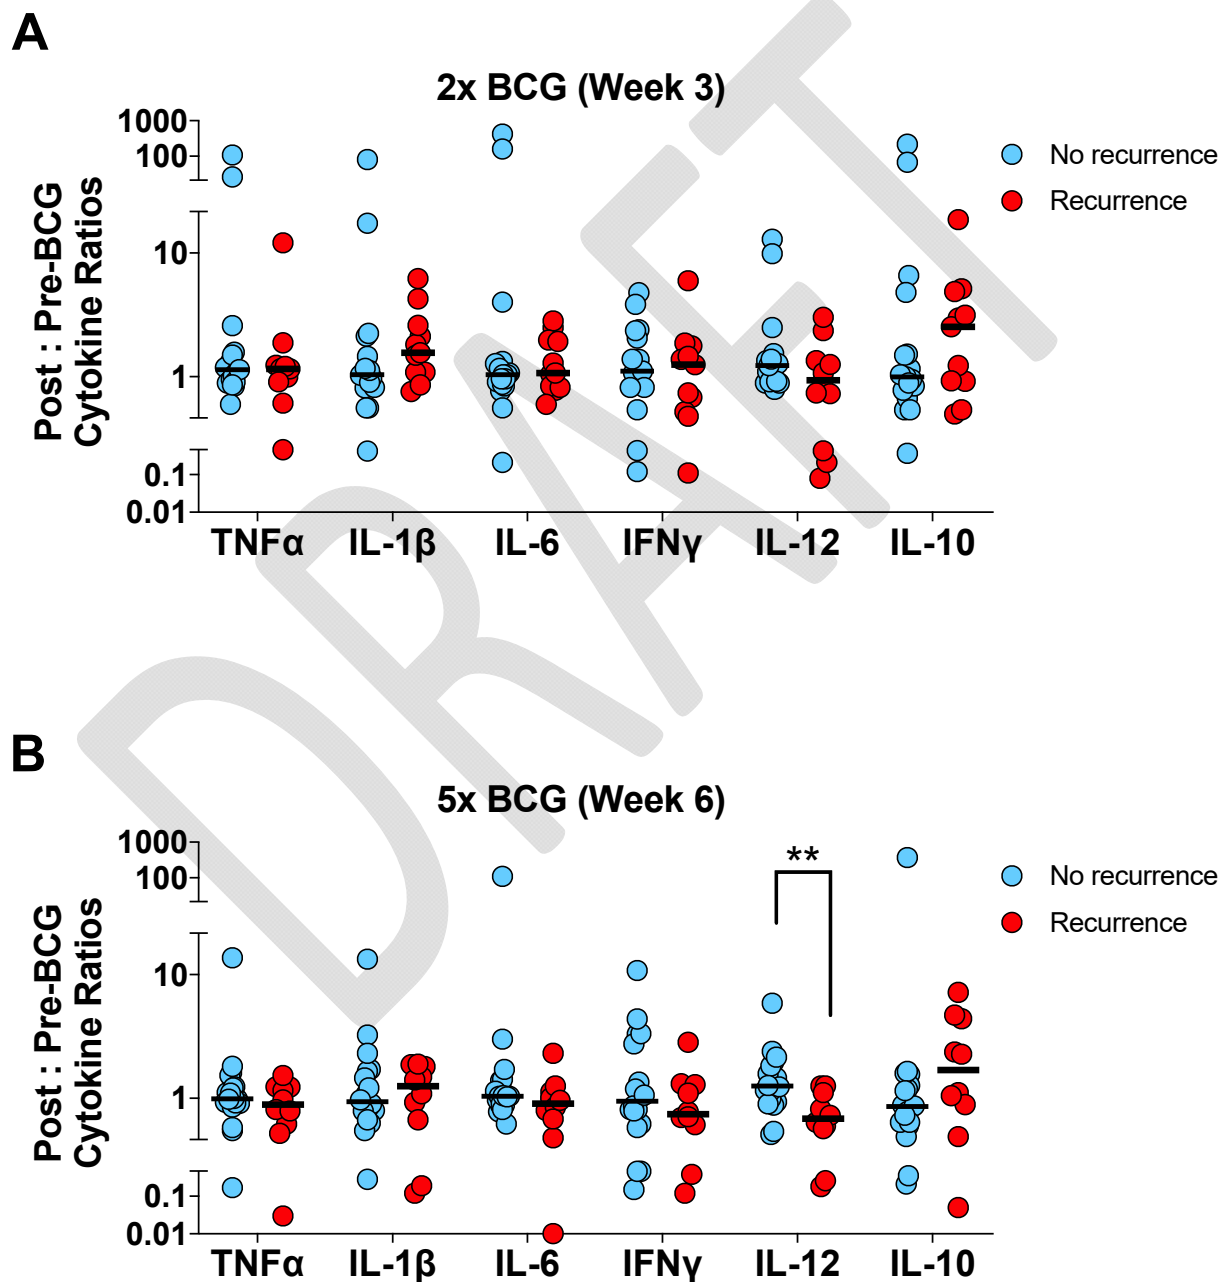 A
2x BCG (Week 3)
Post : Pre-BCG
Cytokine Ratios
1000
100
10
1
0.1
0.01
TNFα IL-1β IL-6 IFNγ IL-12 IL-10
No recurrence
Recurrence
DRAFT
B
5x BCG (Week 6)
Post : Pre-BCG
Cytokine Ratios
1000
100
10
1
0.1
0.01
**
TNFα IL-1β IL-6 IFNγ IL-12 IL-10
No recurrence
Recurrence